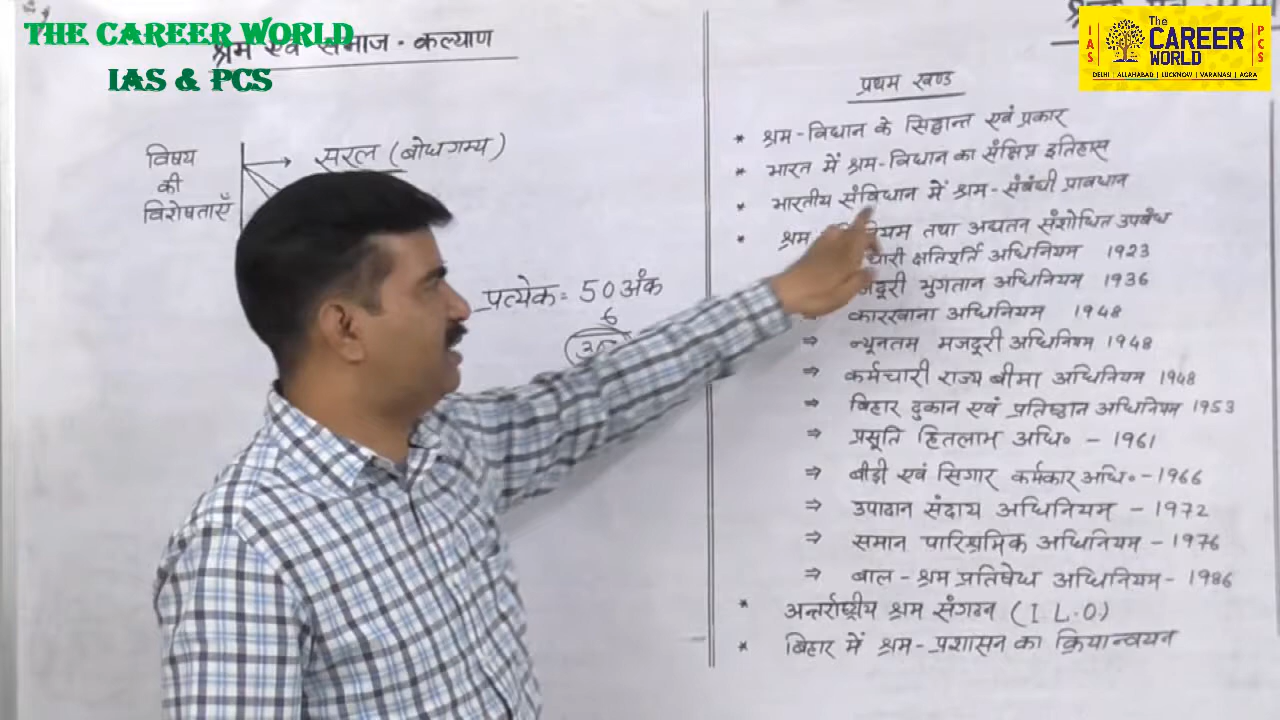 THE CAREER WORLD
IAS & PCS
श्रम एवं समाज - कल्याण
विषय
की
विशेषताएँ
सरल (बोधगम्य)
प्रत्येक = 50 अंक
6
The
CAREER
WORLD
IAS
PCS
DELHI | ALLAHABAD | LUCKNOW | VARANASI | AGRA
प्रथम खण्ड
* श्रम-विधान के सिद्धान्त एवं प्रकार
* भारत में श्रम-विधान का संक्षिप्त इतिहास
* भारतीय संविधान में श्रम-संबंधी प्रावधान
* श्रम तथा अद्यतन संशोधित उपबंध
क्षतिपूर्ति अधिनियम 1923
भुगतान अधिनियम 1936
कारखाना अधिनियम 1948
⇒ न्यूनतम मजदूरी अधिनियम 1948
⇒ कर्मचारी राज्य बीमा अधिनियम 1948
⇒ बिहार दुकान एवं प्रतिष्ठान अधिनियम 1953
⇒ प्रसूति हितलाभ अधि० - 1961
⇒ बीडी एवं सिगार कर्मकार अधि० - 1966
⇒ उपादान संदाय अधिनियम - 1972
⇒ समान पारिश्रमिक अधिनियम - 1976
⇒ बाल - श्रम प्रतिषेध अधिनियम - 1986
* अन्तर्राष्ट्रीय श्रम संगठन (I L.O)
* बिहार में श्रम-प्रशासन का क्रियान्वयन